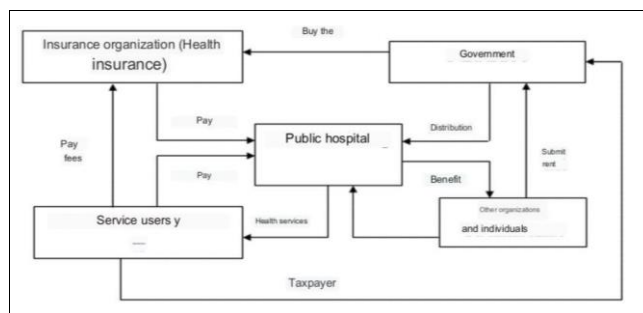 Buy the
Insurance organization (Health
insurance)
Government
Pay
Public hospital
Distribution
Pay
fees
Submit
rent
Pay
Benefit
Service users y
Health services
Other organizations
and individuals
Taxpayer